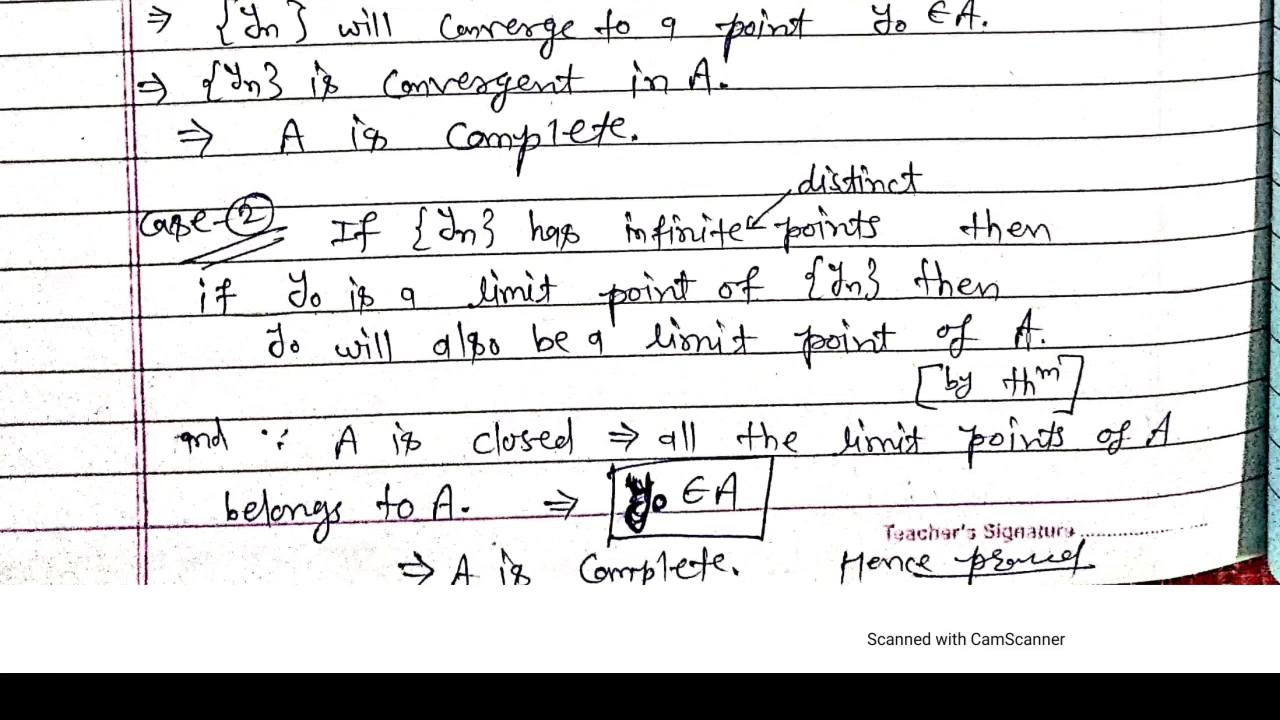 ⇒ {yn} will converge to a point y₀ ∈ A.
⇒ {yn} is convergent in A.
⇒ A is complete.
distinct
Case-② If {yn} has infinite points then
if y₀ is a limit point of {yn} then
y₀ will also be a limit point of A.
[by thᵐ]
and ∵ A is closed ⇒ all the limit points of A
belongs to A. ⇒ y₀ ∈ A
Teacher's Signature ..................
⇒ A is Complete. Hence proved
Scanned with CamScanner